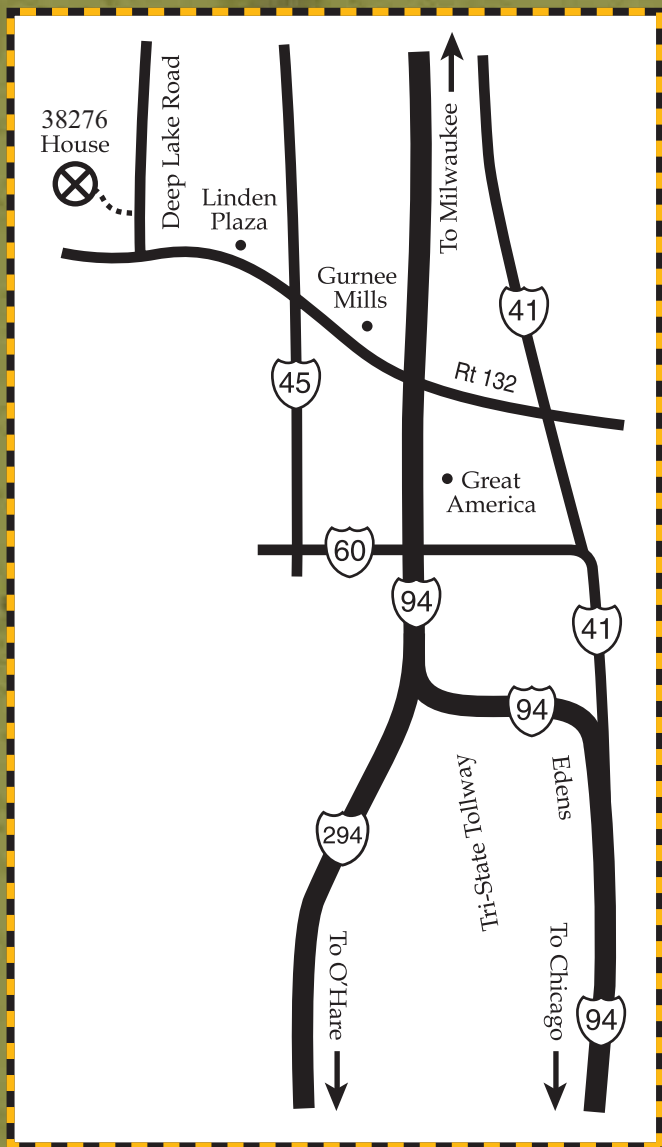 To Milwaukee
Deep Lake Road
38276
House
Linden
Plaza
Gurnee
Mills
41
45
Rt 132
Great
America
60
94
41
94
Edens
Tri-State Tollway
294
To O'Hare
To Chicago
94